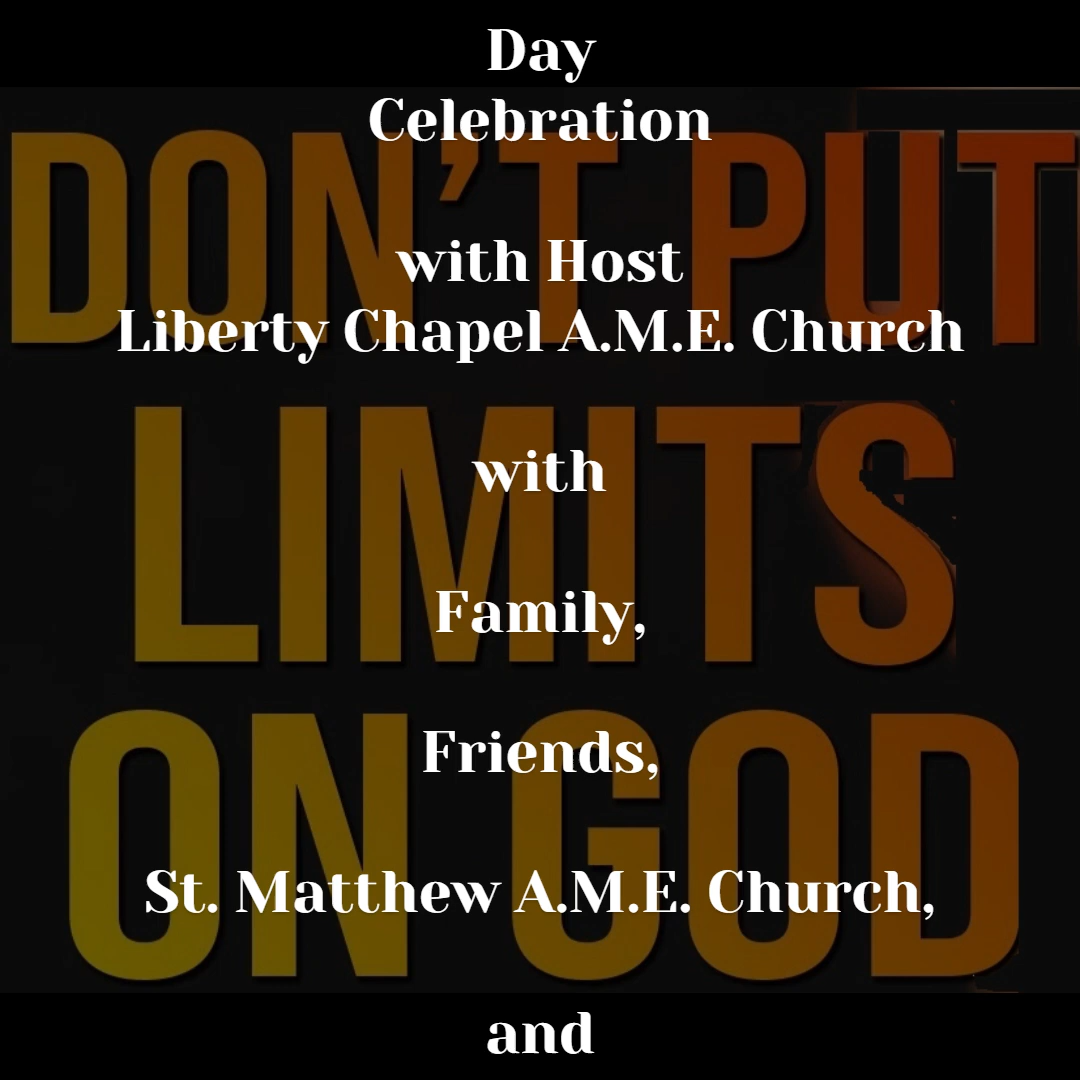 Day
Celebration
with Host
Liberty Chapel A.M.E. Church
with
Family,
Friends,
St. Matthew A.M.E. Church,
and
DON'T PUT
LIMITS
ON GOD